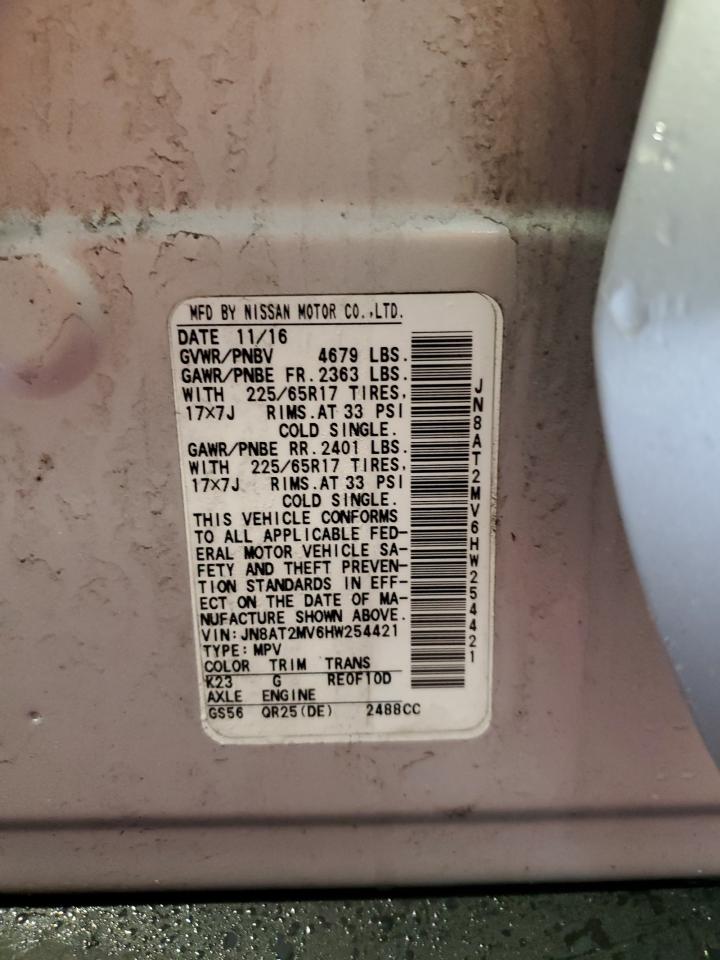 MFD BY NISSAN MOTOR CO.,LTD.
DATE 11/16
GVWR/PNBV 4679 LBS.
GAWR/PNBE FR.2363 LBS.
WITH 225/65R17 TIRES,
17×7J RIMS.AT 33 PSI
COLD SINGLE.
GAWR/PNBE RR.2401 LBS.
WITH 225/65R17 TIRES,
17×7J RIMS.AT 33 PSI
COLD SINGLE.
THIS VEHICLE CONFORMS
TO ALL APPLICABLE FED-
ERAL MOTOR VEHICLE SA-
FETY AND THEFT PREVEN-
TION STANDARDS IN EFF-
ECT ON THE DATE OF MA-
NUFACTURE SHOWN ABOVE.
VIN:JN8AT2MV6HW254421
TYPE:MPV
COLOR TRIM TRANS
K23 G RE0F10D
AXLE ENGINE
GS56 QR25(DE) 2488CC
JN8AT2MV6HW254421